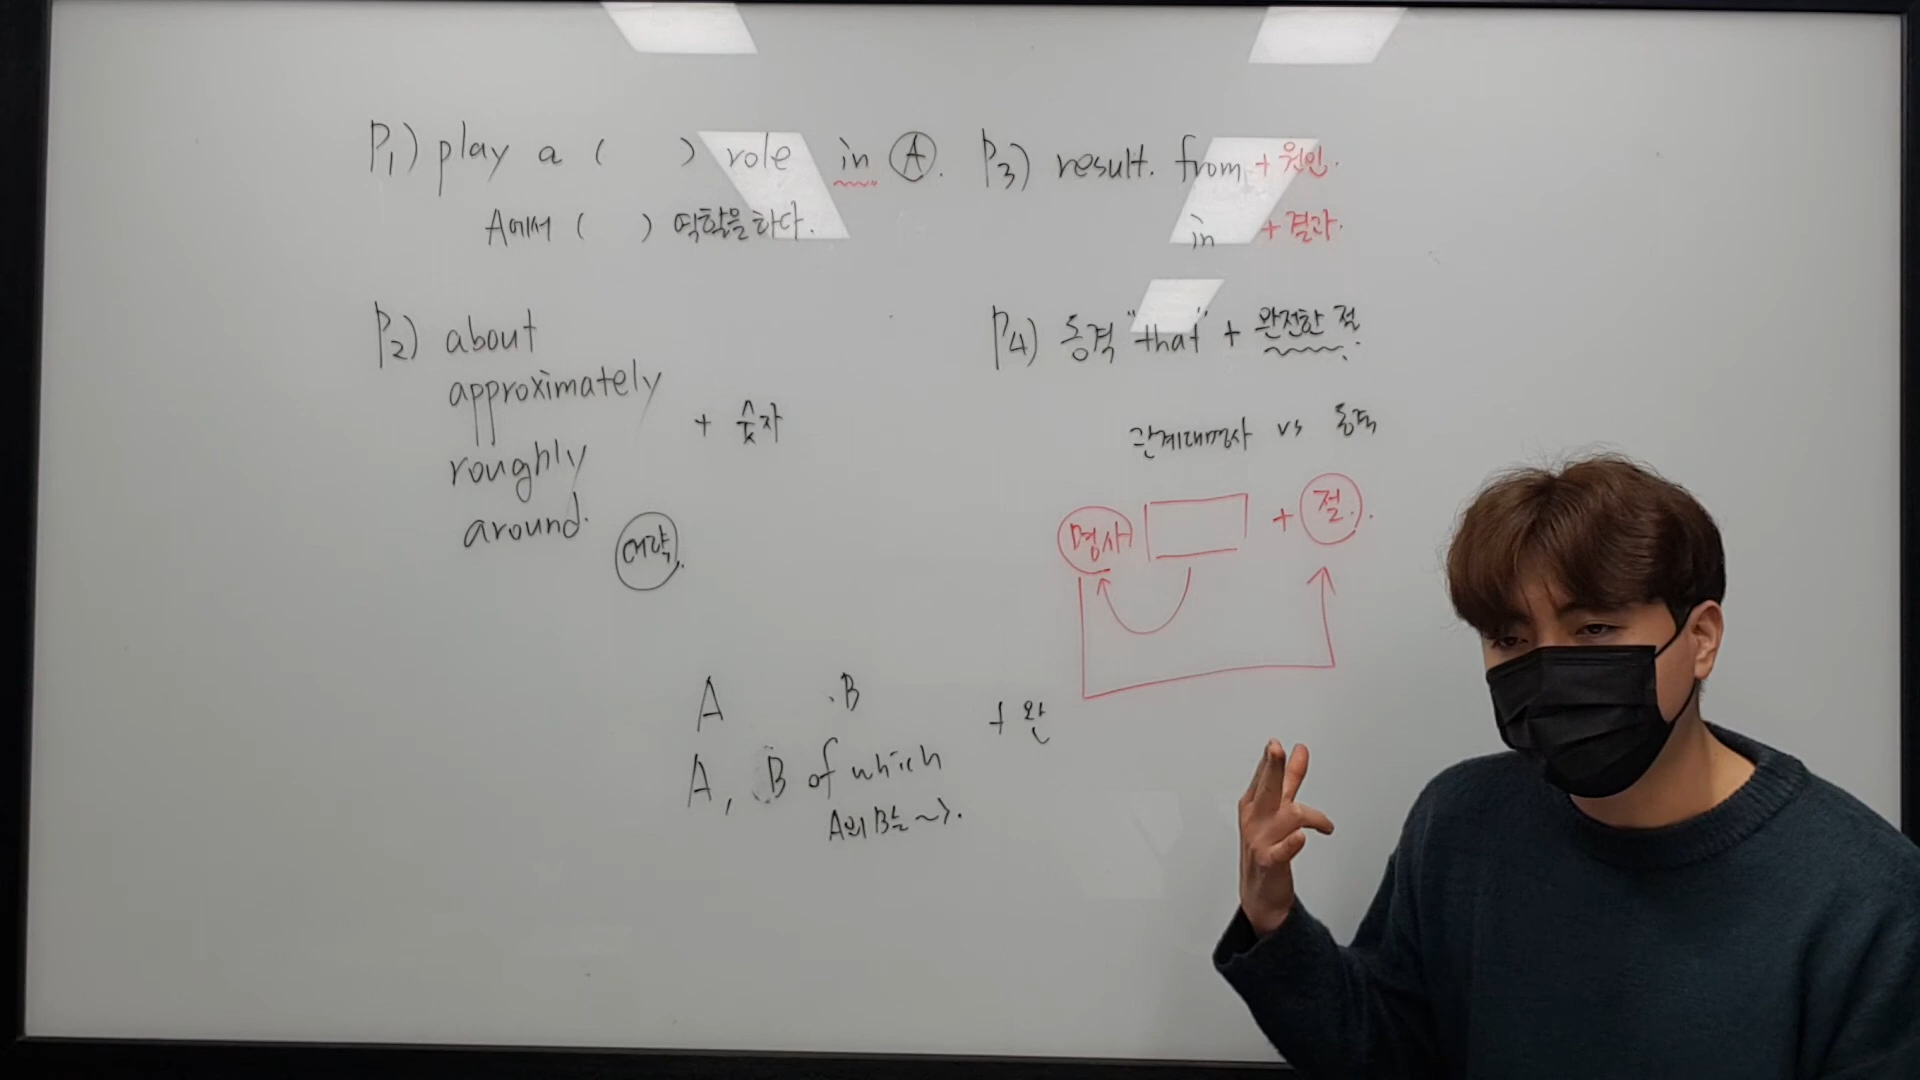 P1) play a (    ) role in A.
A에서 (    ) 역할을 하다.
P2) about
approximately
roughly
around.
+ 숫자
대략.
P3) result. from + 원인.
in + 결과.
P4) 동격 "that" + 완전한 절.
관계대명사 vs 동격
명사 + 절.
A .B
A, B of which + 완
A의 B는 ~>.